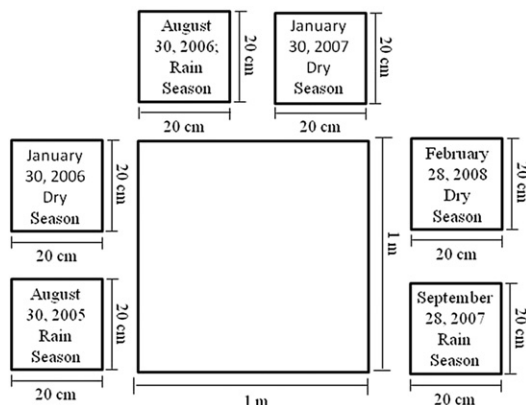 August
30, 2006;
Rain
Season
20 cm
20 cm
January
30, 2007
Dry
Season
20 cm
20 cm
January
30, 2006
Dry
Season
20 cm
20 cm
February
28, 2008
Dry
Season
20 cm
20 cm
1 m
August
30, 2005
Rain
Season
20 cm
20 cm
September
28, 2007
Rain
Season
20 cm
20 cm
1 m